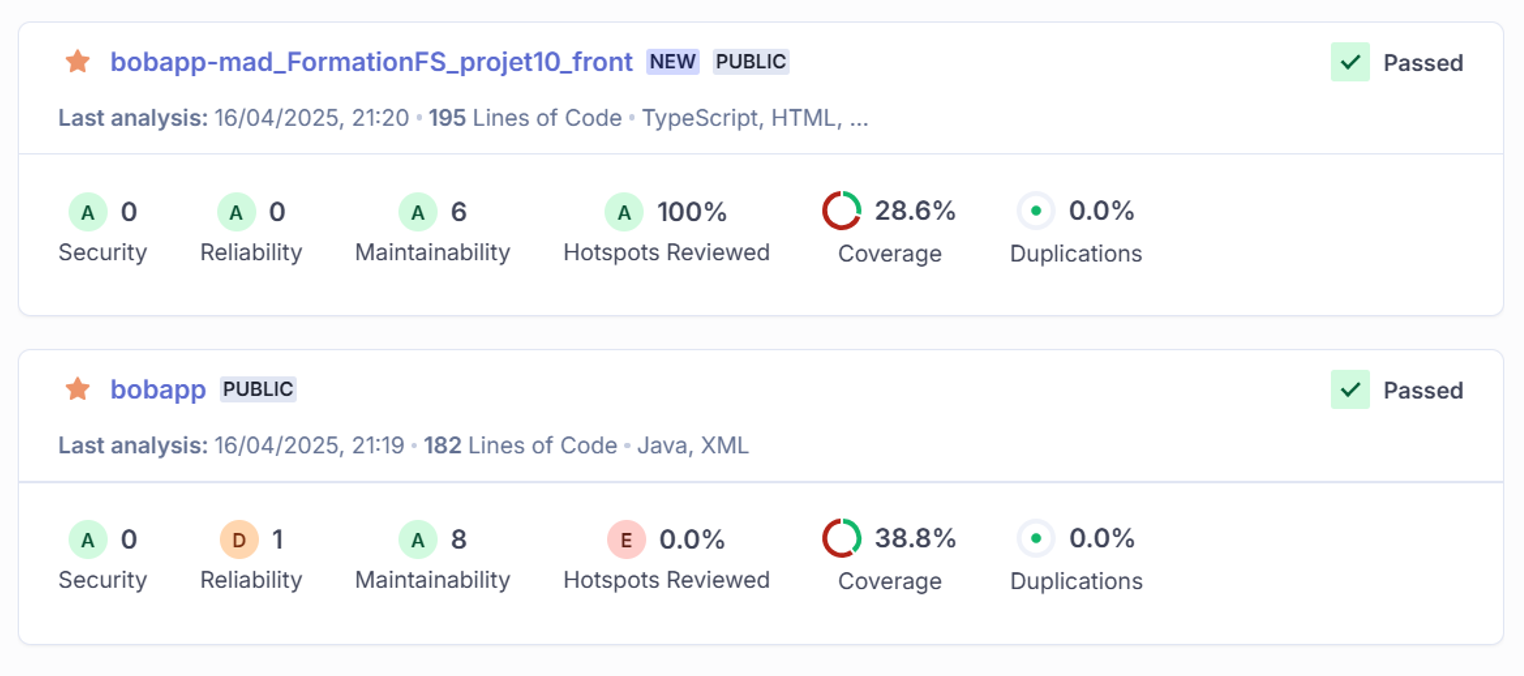 bobapp-mad_FormationFS_projet10_front NEW PUBLIC Passed
Last analysis: 16/04/2025, 21:20 • 195 Lines of Code • TypeScript, HTML, ...
A 0 A 0 A 6 A 100% 28.6% 0.0%
Security Reliability Maintainability Hotspots Reviewed Coverage Duplications
bobapp PUBLIC Passed
Last analysis: 16/04/2025, 21:19 • 182 Lines of Code • Java, XML
A 0 D 1 A 8 E 0.0% 38.8% 0.0%
Security Reliability Maintainability Hotspots Reviewed Coverage Duplications